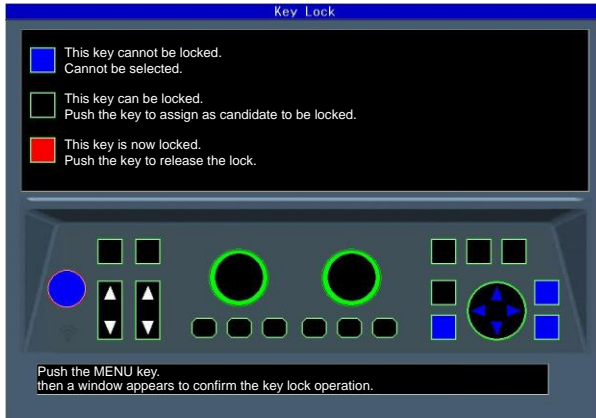 Key Lock
This key cannot be locked.
Cannot be selected.
This key can be locked.
Push the key to assign as candidate to be locked.
This key is now locked.
Push the key to release the lock.
Push the MENU key.
then a window appears to confirm the key lock operation.